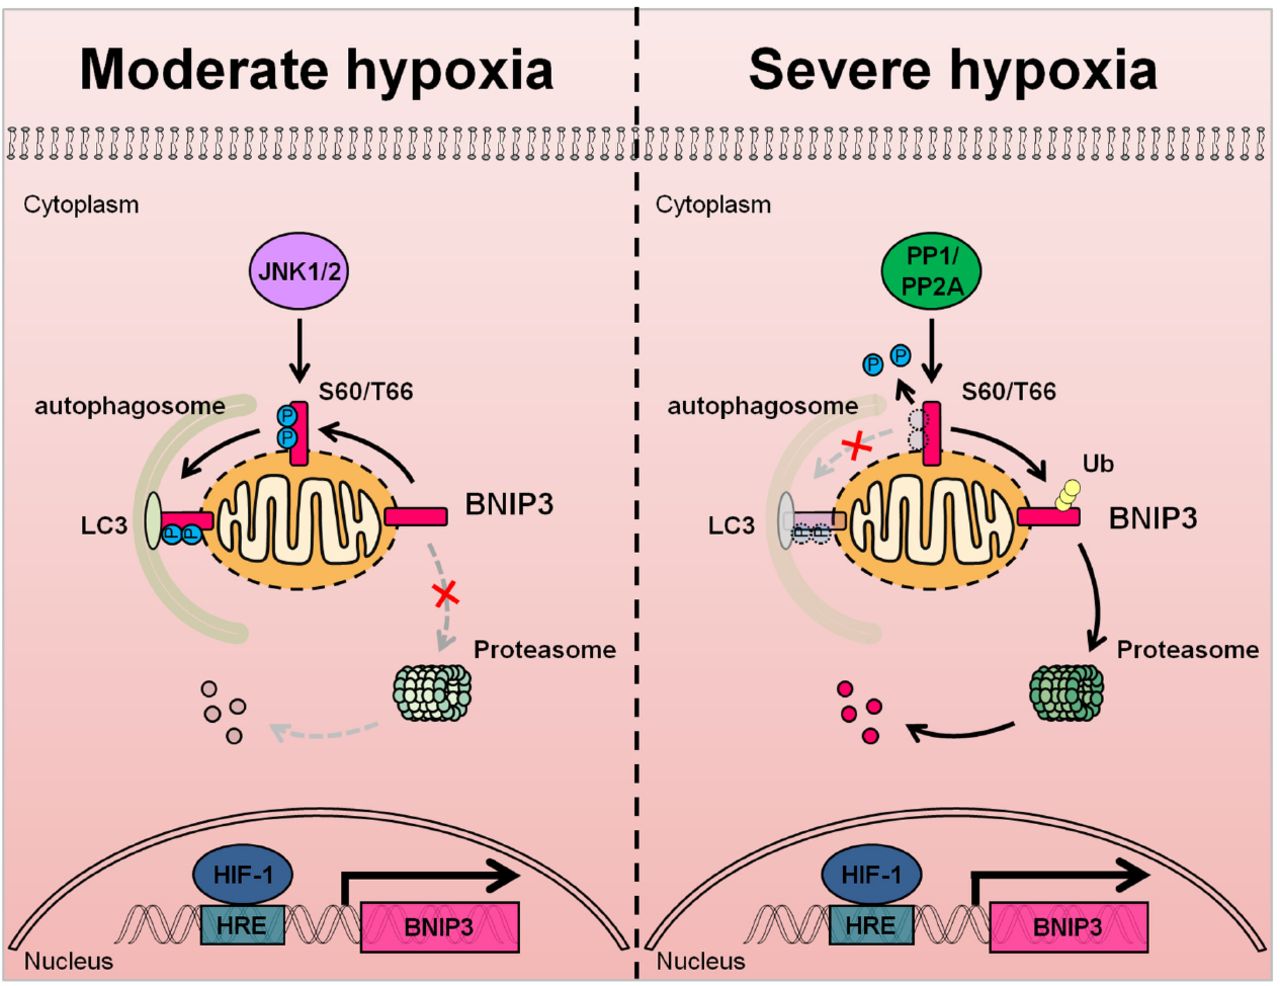 Moderate hypoxia
Cytoplasm
JNK1/2
S60/T66
autophagosome
P
P
BNIP3
LC3
P P
Proteasome
HIF-1
HRE
BNIP3
Nucleus
Severe hypoxia
Cytoplasm
PP1/
PP2A
P P
S60/T66
autophagosome
Ub
BNIP3
LC3
P P
Proteasome
HIF-1
HRE
BNIP3
Nucleus